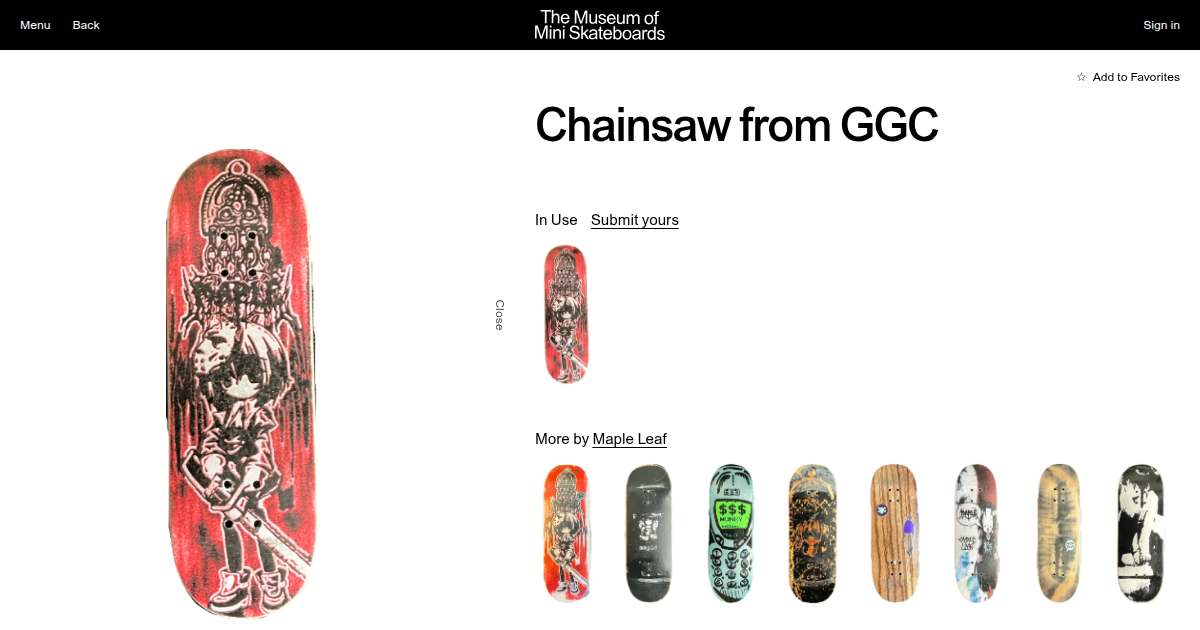 Menu
Back
The Museum of
Mini Skateboards
Sign in
☆ Add to Favorites
Chainsaw from GGC
In Use
Submit yours
Close
MAPLE
More by Maple Leaf
$$$
MONEY